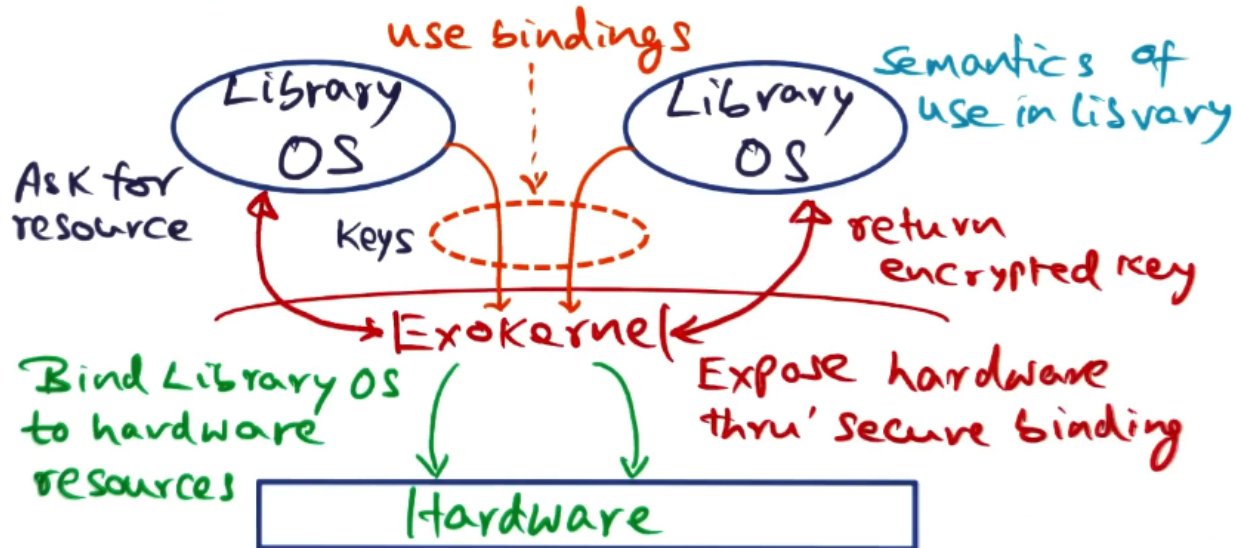 use bindings
Library
OS
Library
OS
semantics of
use in lisvary
Ask for
resource
Keys
return
encrypted key
Exokernel
Bind Library OS
to hardware
resources
Expose hardware
thru' secure binding
Hardware